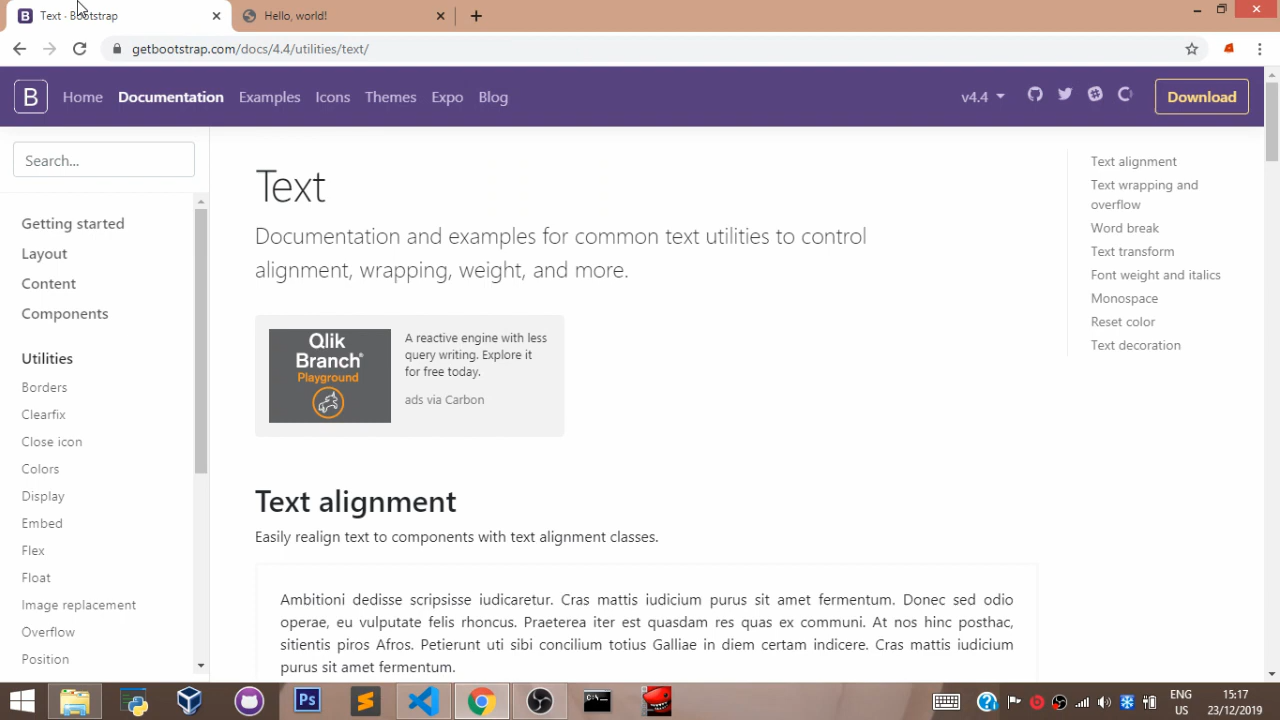 Text · Bootstrap
Hello, world!
getbootstrap.com/docs/4.4/utilities/text/
B
Home
Documentation
Examples
Icons
Themes
Expo
Blog
v4.4
Download
Search...
Getting started
Layout
Content
Components
Utilities
Borders
Clearfix
Close icon
Colors
Display
Embed
Flex
Float
Image replacement
Overflow
Position
Text
Documentation and examples for common text utilities to control
alignment, wrapping, weight, and more.
Qlik
Branch
Playground
A reactive engine with less
query writing. Explore it
for free today.
ads via Carbon
Text alignment
Easily realign text to components with text alignment classes.
Ambitioni dedisse scripsisse iudicaretur. Cras mattis iudicium purus sit amet fermentum. Donec sed odio
operae, eu vulputate felis rhoncus. Praeterea iter est quasdam res quas ex communi. At nos hinc posthac,
sitientis piros Afros. Petierunt uti sibi concilium totius Galliae in diem certam indicere. Cras mattis iudicium
purus sit amet fermentum.
Text alignment
Text wrapping and
overflow
Word break
Text transform
Font weight and italics
Monospace
Reset color
Text decoration
Ps
ENG
US
15:17
23/12/2019